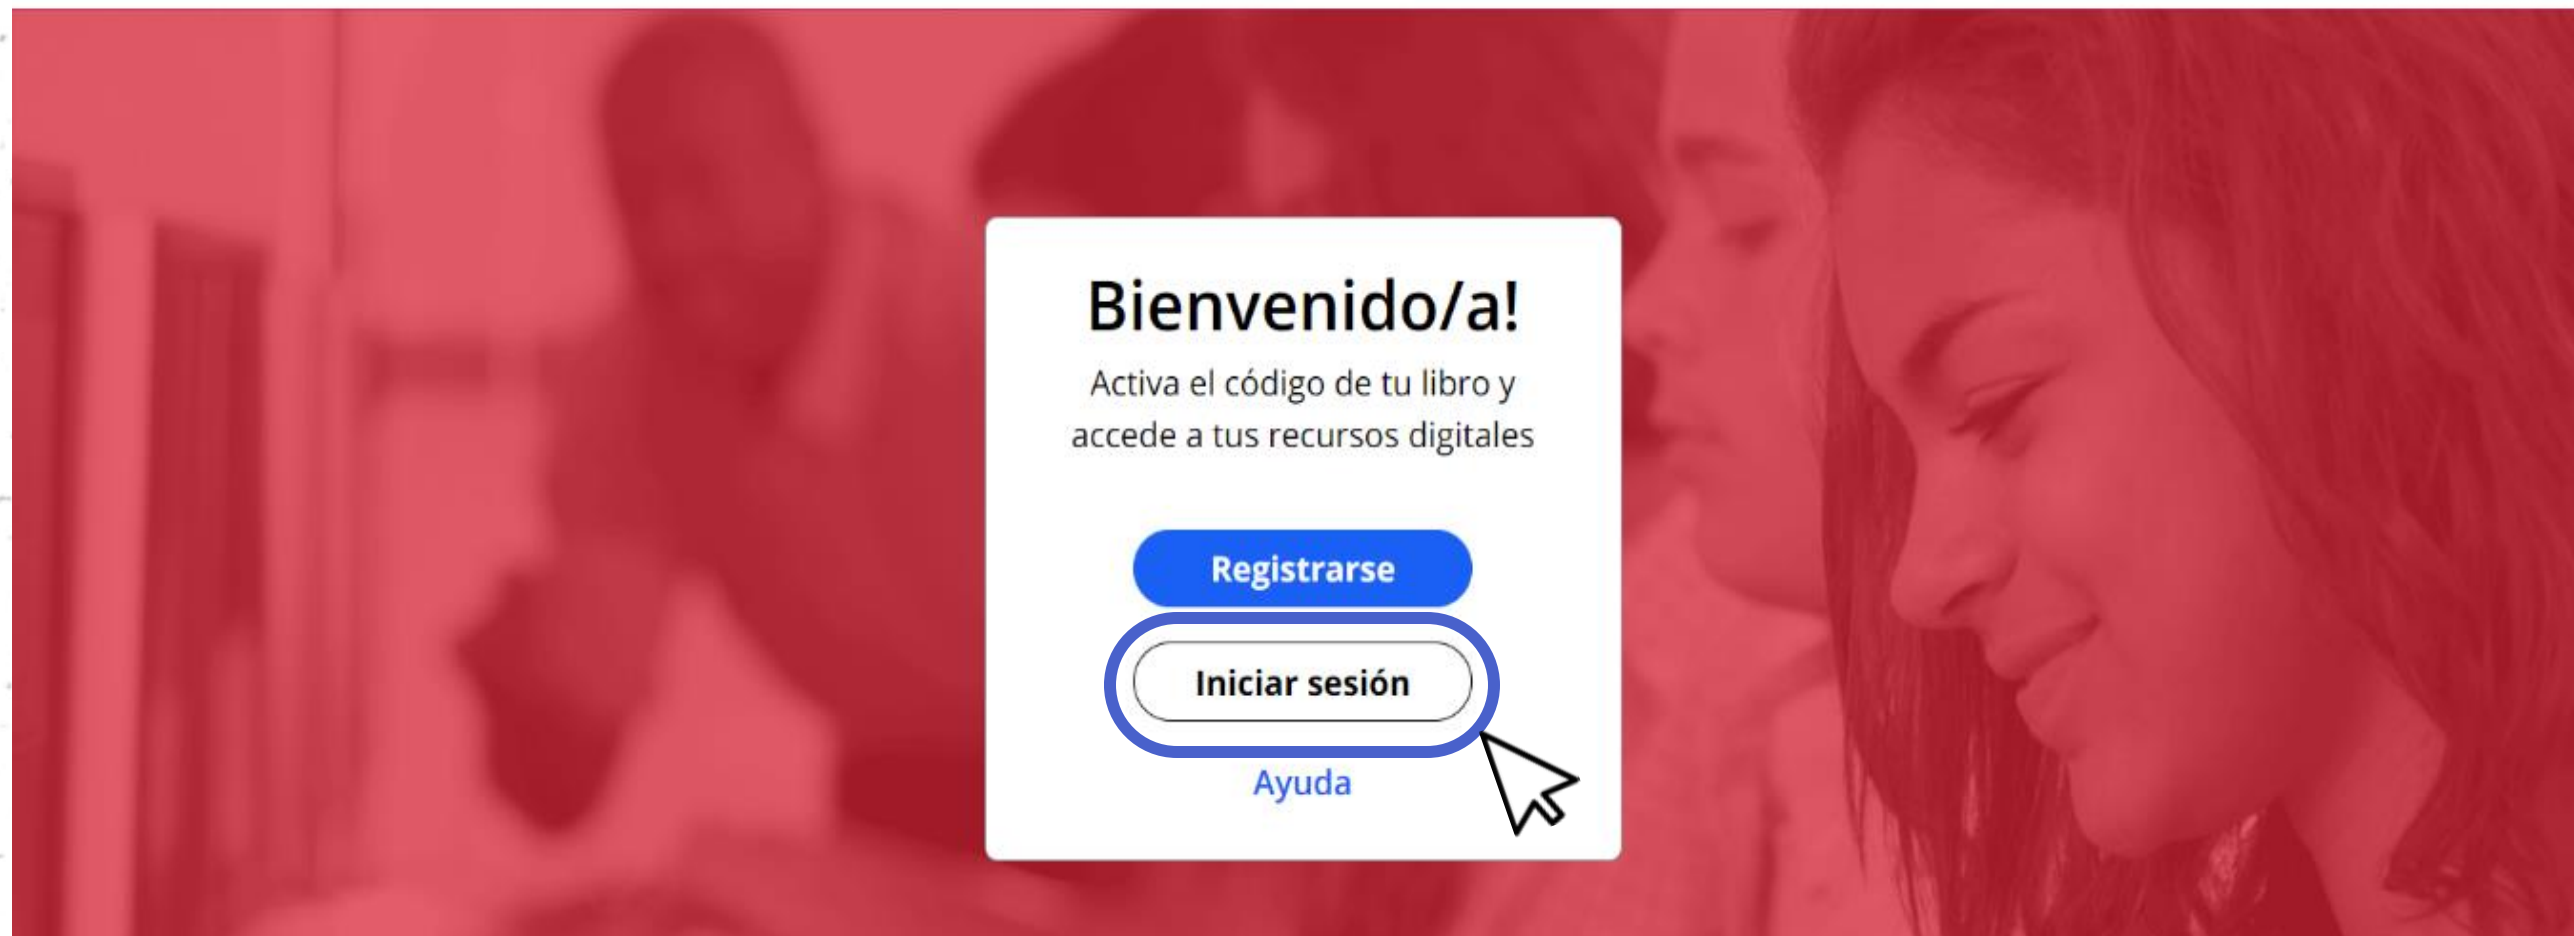 Bienvenido/a!
Activa el código de tu libro y
accede a tus recursos digitales
Registrarse
Iniciar sesión
Ayuda